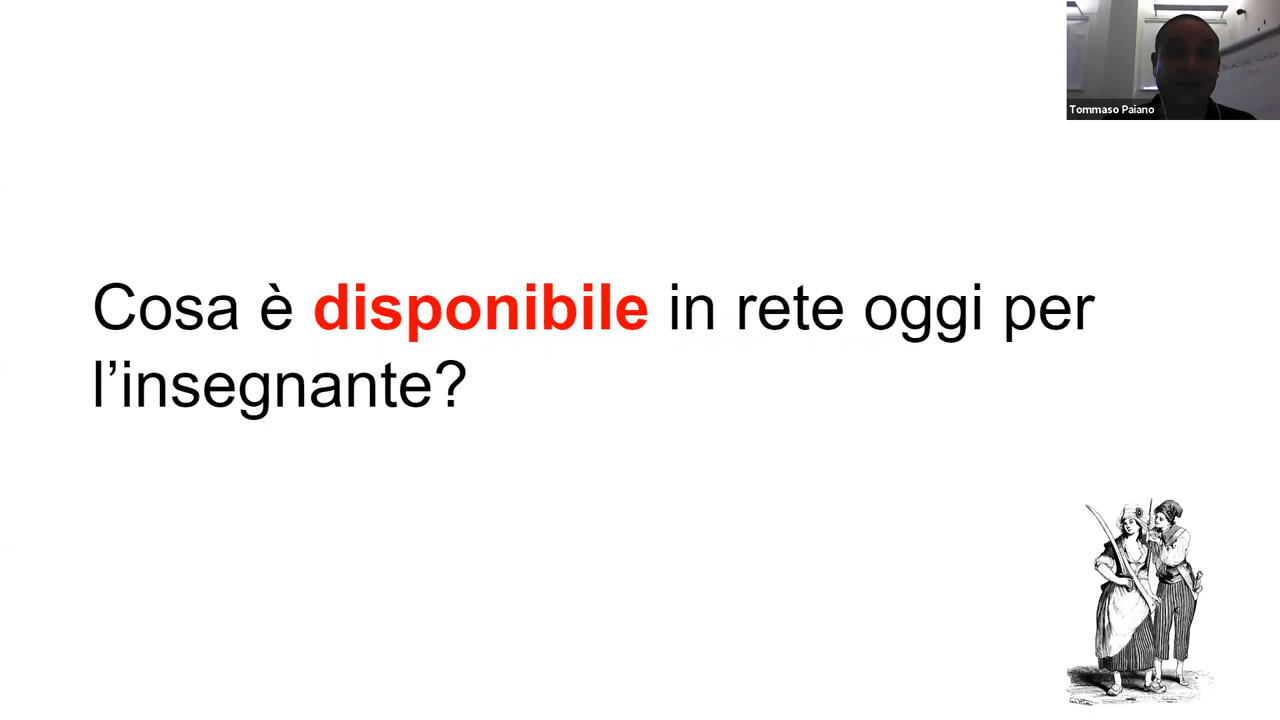 Tommaso Paiano
Cosa è disponibile in rete oggi per
l’insegnante?